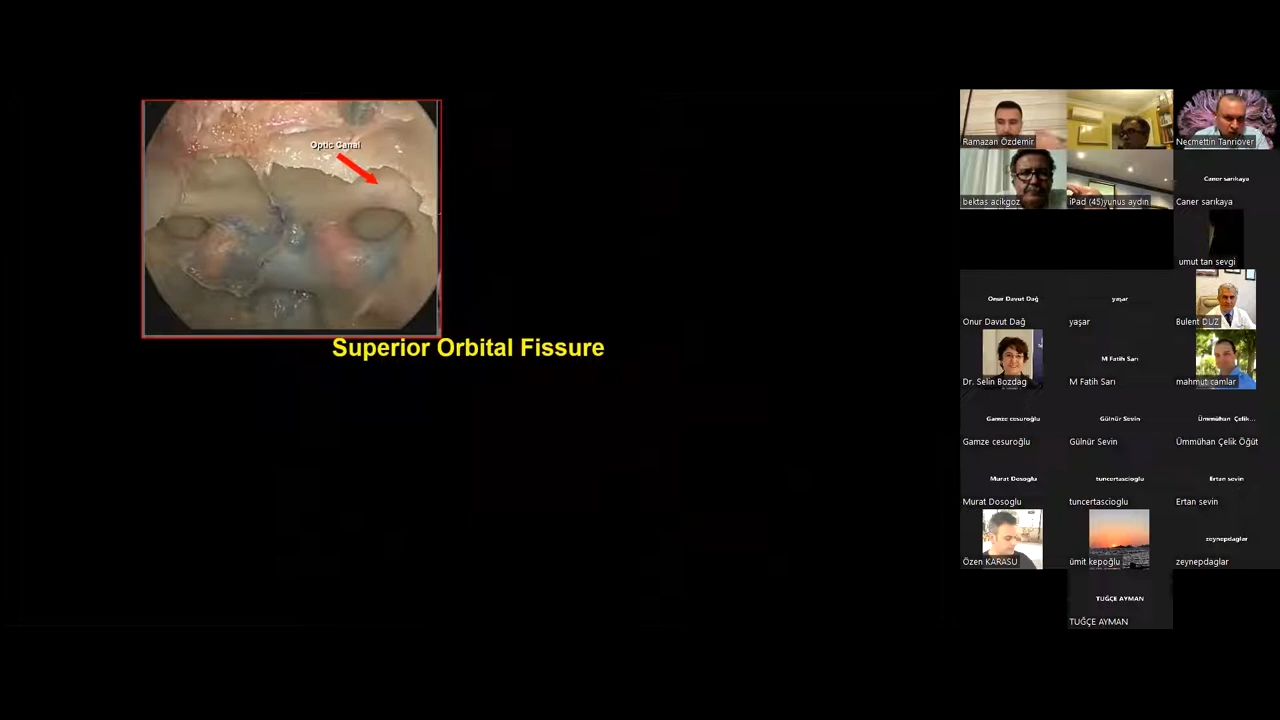 Optic Canal
Superior Orbital Fissure
Ramazan Özdemir
Necmettin Tanriover
bektas acikgoz
iPad (45)yunus aydın
Caner sarıkaya
Caner sarıkaya
umut tan sevgi
Onur Davut Dağ
yaşar
Onur Davut Dağ
yaşar
Bulent DUZ
M Fatih Sarı
Dr. Selin Bozdag
M Fatih Sarı
mahmut camlar
Gamze cesuroğlu
Gülnür Sevin
Ümmühan Çelik...
Gamze cesuroğlu
Gülnür Sevin
Ümmühan Çelik Öğüt
Murat Dosoglu
tuncertascioglu
Ertan sevin
Murat Dosoglu
tuncertascioglu
Ertan sevin
zeynepdaglar
Özen KARASU
ümit kepoğlu
zeynepdaglar
TUĞÇE AYMAN
TUĞÇE AYMAN